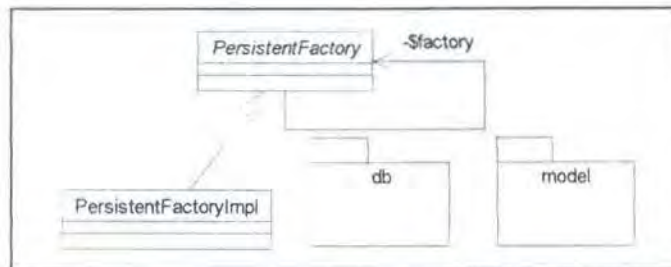 PersistentFactory
-$factory
db
model
PersistentFactoryImpl